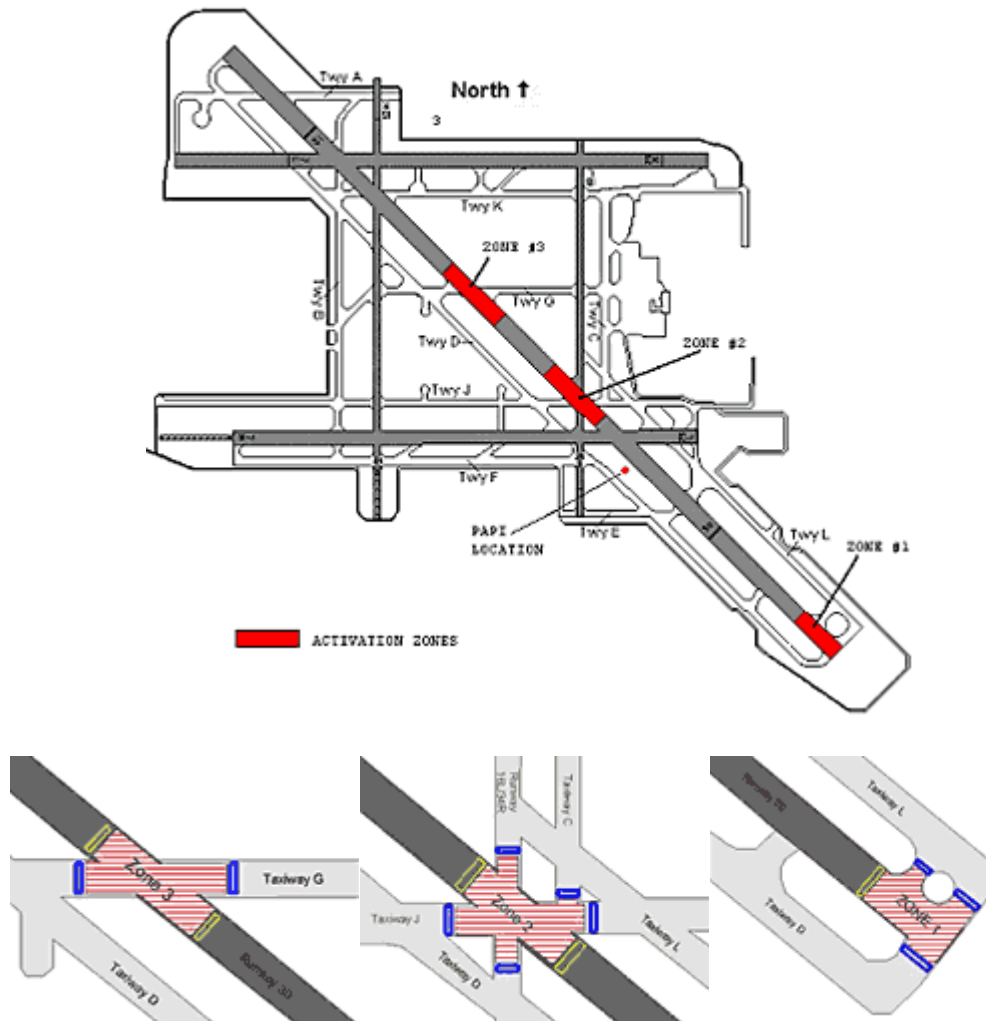 Twy A
North ↑
3
Twy K
ZONE #3
Twy B
Twy G
Twy C
Twy D
ZONE #2
Twy J
Twy F
PAPI
LOCATION
Twy E
Twy L
ZONE #1
ACTIVATION ZONES
Zone 3
Taxiway G
Taxiway D
Runway 30
Runway
Taxiway C
Taxiway J
Zone 2
Taxiway L
Taxiway D
Taxiway L
ZONE 1
Taxiway D